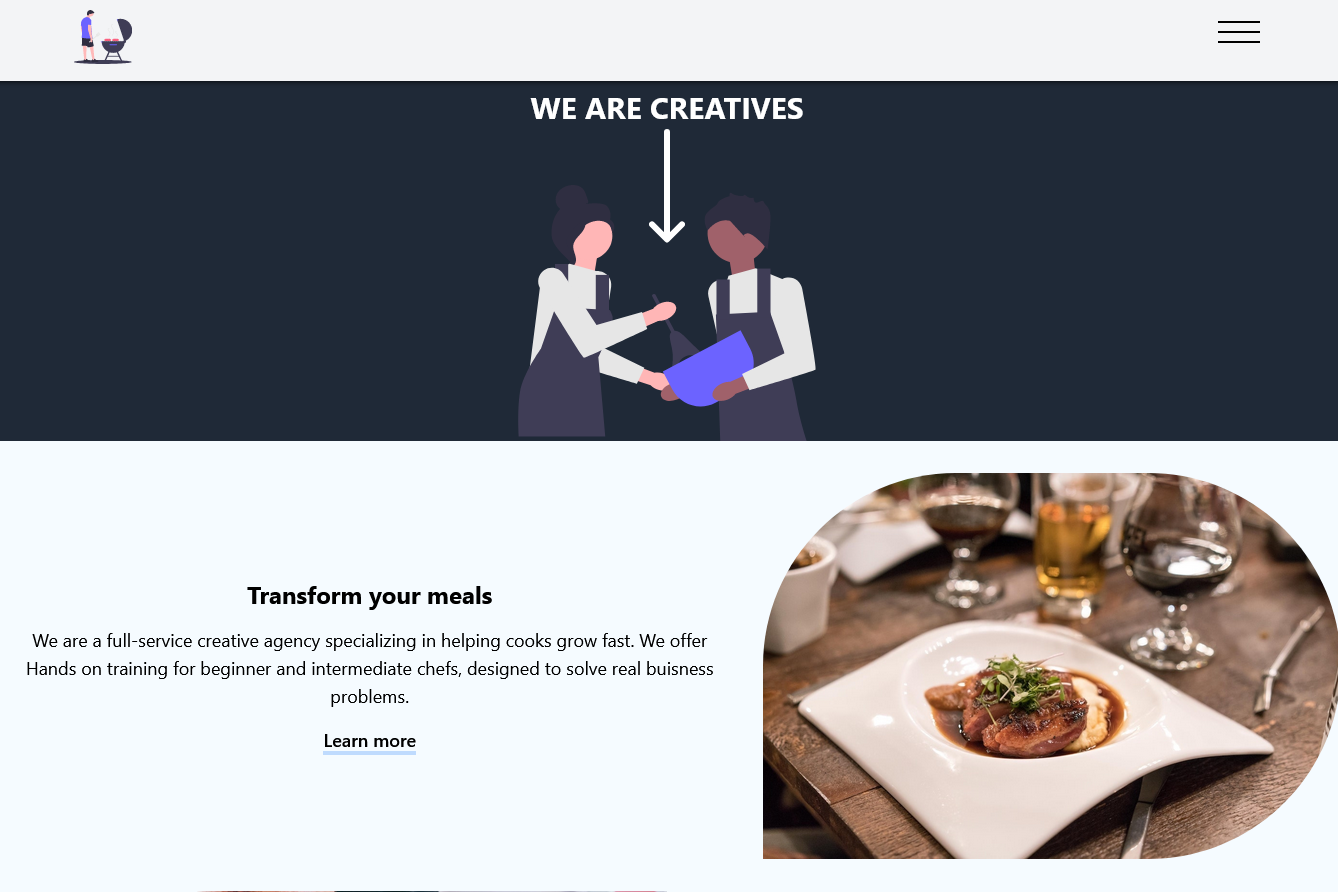 WE ARE CREATIVES
Transform your meals
We are a full-service creative agency specializing in helping cooks grow fast. We offer
Hands on training for beginner and intermediate chefs, designed to solve real buisness
problems.
Learn more